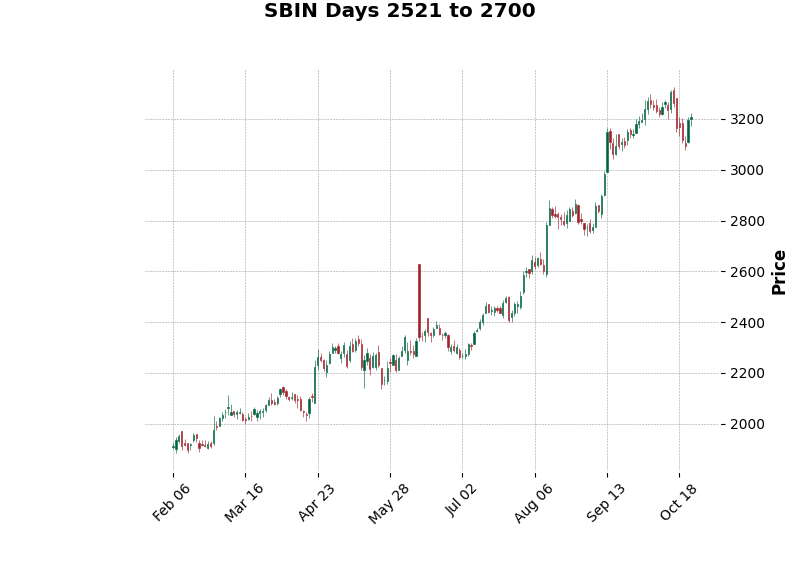 SBIN Days 2521 to 2700
3200
3000
2800
2600
2400
2200
2000
Price
Feb 06
Mar 16
Apr 23
May 28
Jul 02
Aug 06
Sep 13
Oct 18